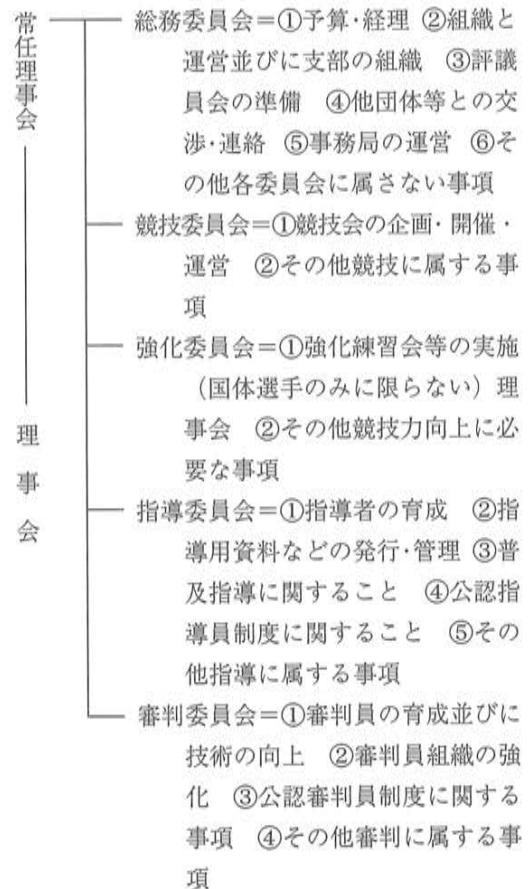 常任理事会
理事会
総務委員会＝①予算·経理 ②組織と
運営並びに支部の組織 ③評議
員会の準備 ④他団体等との交
渉·連絡 ⑤事務局の運営 ⑥そ
の他各委員会に属さない事項
競技委員会＝①競技会の企画·開催·
運営 ②その他競技に属する事
項
強化委員会＝①強化練習会等の実施
（国体選手のみに限らない）理
事会 ②その他競技力向上に必
要な事項
指導委員会＝①指導者の育成 ②指
導用資料などの発行·管理 ③普
及指導に関すること ④公認指
導員制度に関すること ⑤その
他指導に属する事項
審判委員会＝①審判員の育成並びに
技術の向上 ②審判員組織の強
化 ③公認審判員制度に関する
事項 ④その他審判に属する事
項